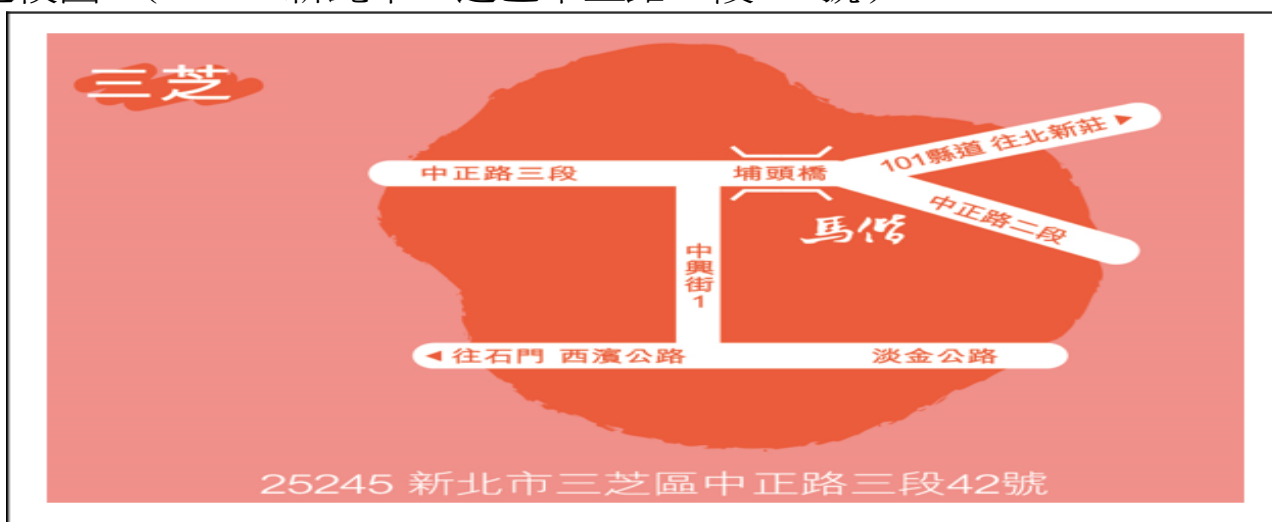 三芝
101縣道 往北新莊 ▶
中正路三段
埔頭橋
中正路二段
馬偕
中興街1
◀往石門 西濱公路 淡金公路
25245 新北市三芝區中正路三段42號